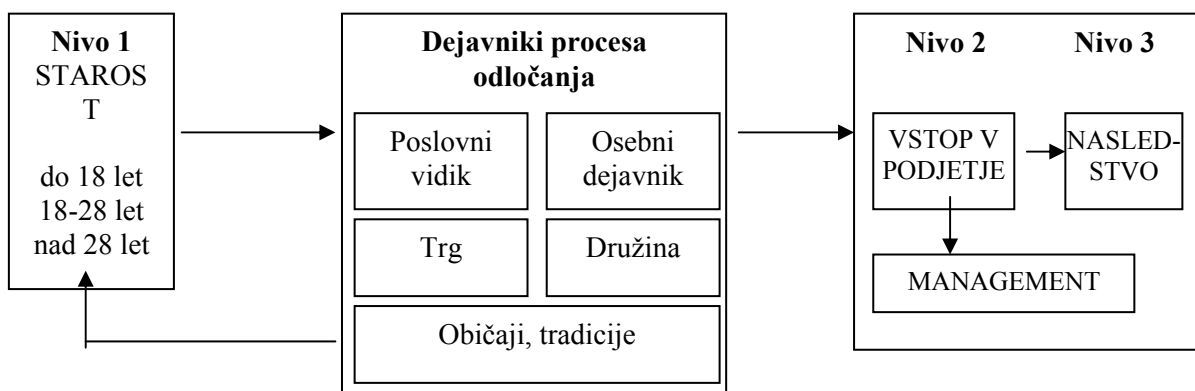 Nivo 1
STAROS
T
do 18 let
18-28 let
nad 28 let
Dejavniki procesa
odločanja
Poslovni
vidik
Osebni
dejavnik
Trg
Družina
Običaji, tradicije
Nivo 2
Nivo 3
VSTOP V
PODJETJE
NASLED-
STVO
MANAGEMENT